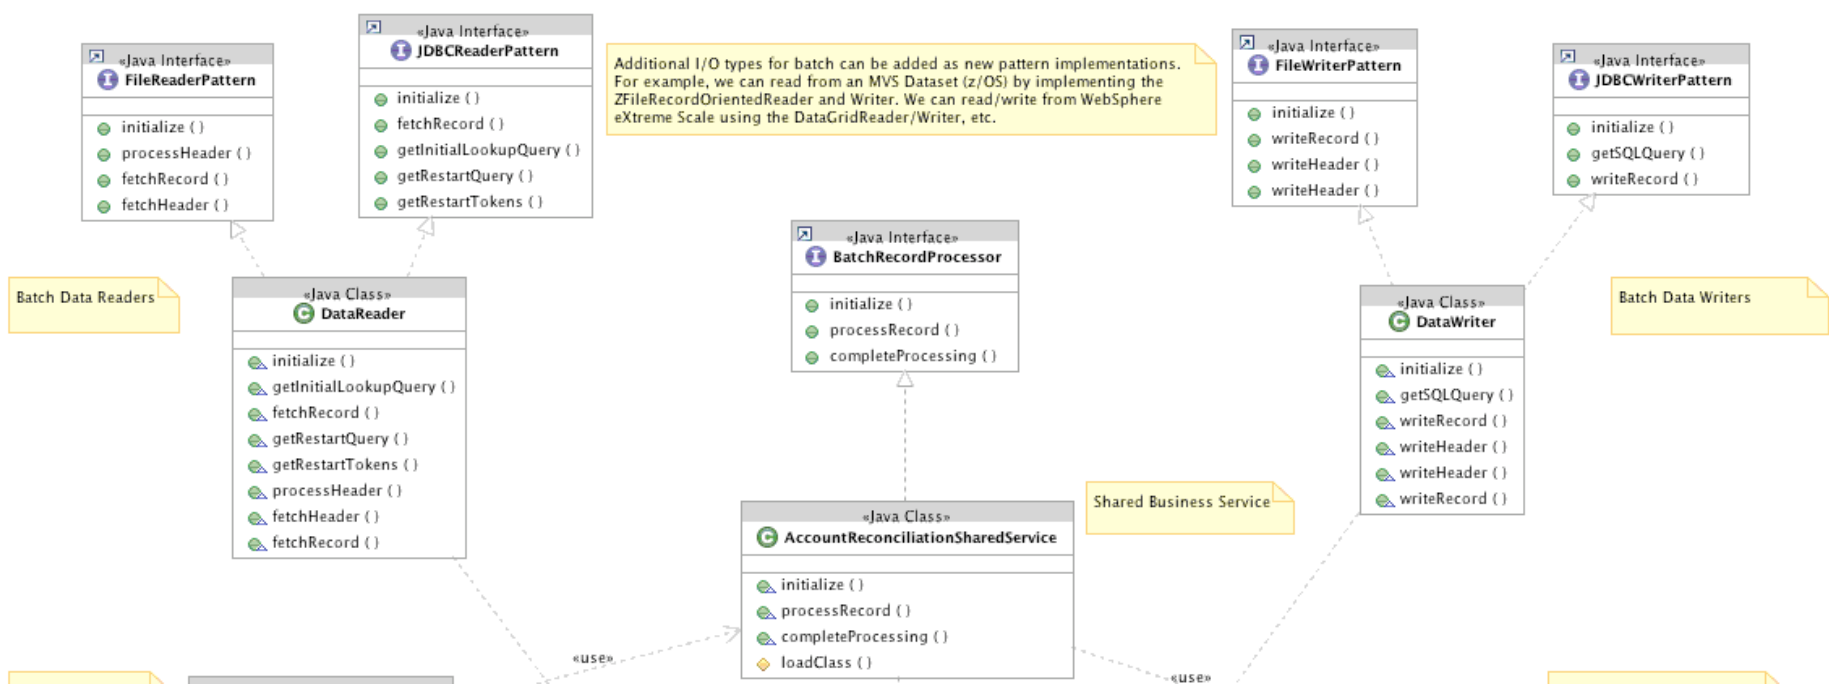 «Java Interface»
FileReaderPattern
initialize ( )
processHeader ( )
fetchRecord ( )
fetchHeader ( )
«Java Interface»
JDBCReaderPattern
initialize ( )
fetchRecord ( )
getInitialLookupQuery ( )
getRestartQuery ( )
getRestartTokens ( )
Additional I/O types for batch can be added as new pattern implementations.
For example, we can read from an MVS Dataset (z/OS) by implementing the
ZFileRecordOrientedReader and Writer. We can read/write from WebSphere
eXtreme Scale using the DataGridReader/Writer, etc.
«Java Interface»
FileWriterPattern
initialize ( )
writeRecord ( )
writeHeader ( )
writeHeader ( )
«Java Interface»
JDBCWriterPattern
initialize ( )
getSQLQuery ( )
writeRecord ( )
Batch Data Readers
«Java Class»
DataReader
initialize ( )
getInitialLookupQuery ( )
fetchRecord ( )
getRestartQuery ( )
getRestartTokens ( )
processHeader ( )
fetchHeader ( )
fetchRecord ( )
«Java Interface»
BatchRecordProcessor
initialize ( )
processRecord ( )
completeProcessing ( )
«Java Class»
DataWriter
initialize ( )
getSQLQuery ( )
writeRecord ( )
writeHeader ( )
writeHeader ( )
writeRecord ( )
Batch Data Writers
Shared Business Service
«Java Class»
AccountReconciliationSharedService
initialize ( )
processRecord ( )
completeProcessing ( )
loadClass ( )
«use»
«use»